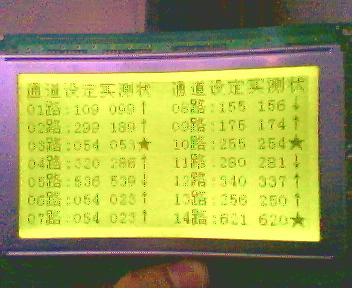 通道设定实测状 通道设定实测状
01路:109 099↑ 08路:155 156↓
02路:299 189↑ 09路:175 174↑
03路:054 053★ 10路:255 254★
04路:320 286↑ 11路:280 281↓
05路:536 539↓ 12路:340 337↑
06路:054 023↑ 13路:256 250↑
07路:054 023↑ 14路:621 620★